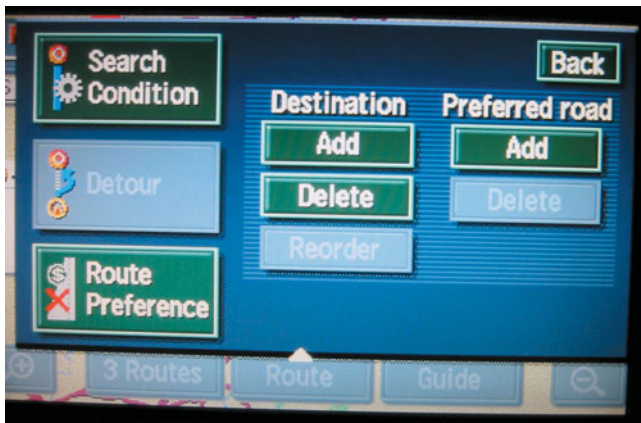 Search
Condition
Back
Destination
Preferred road
Add
Add
Detour
Delete
Delete
Reorder
Route
Preference
3 Routes
Route
Guide